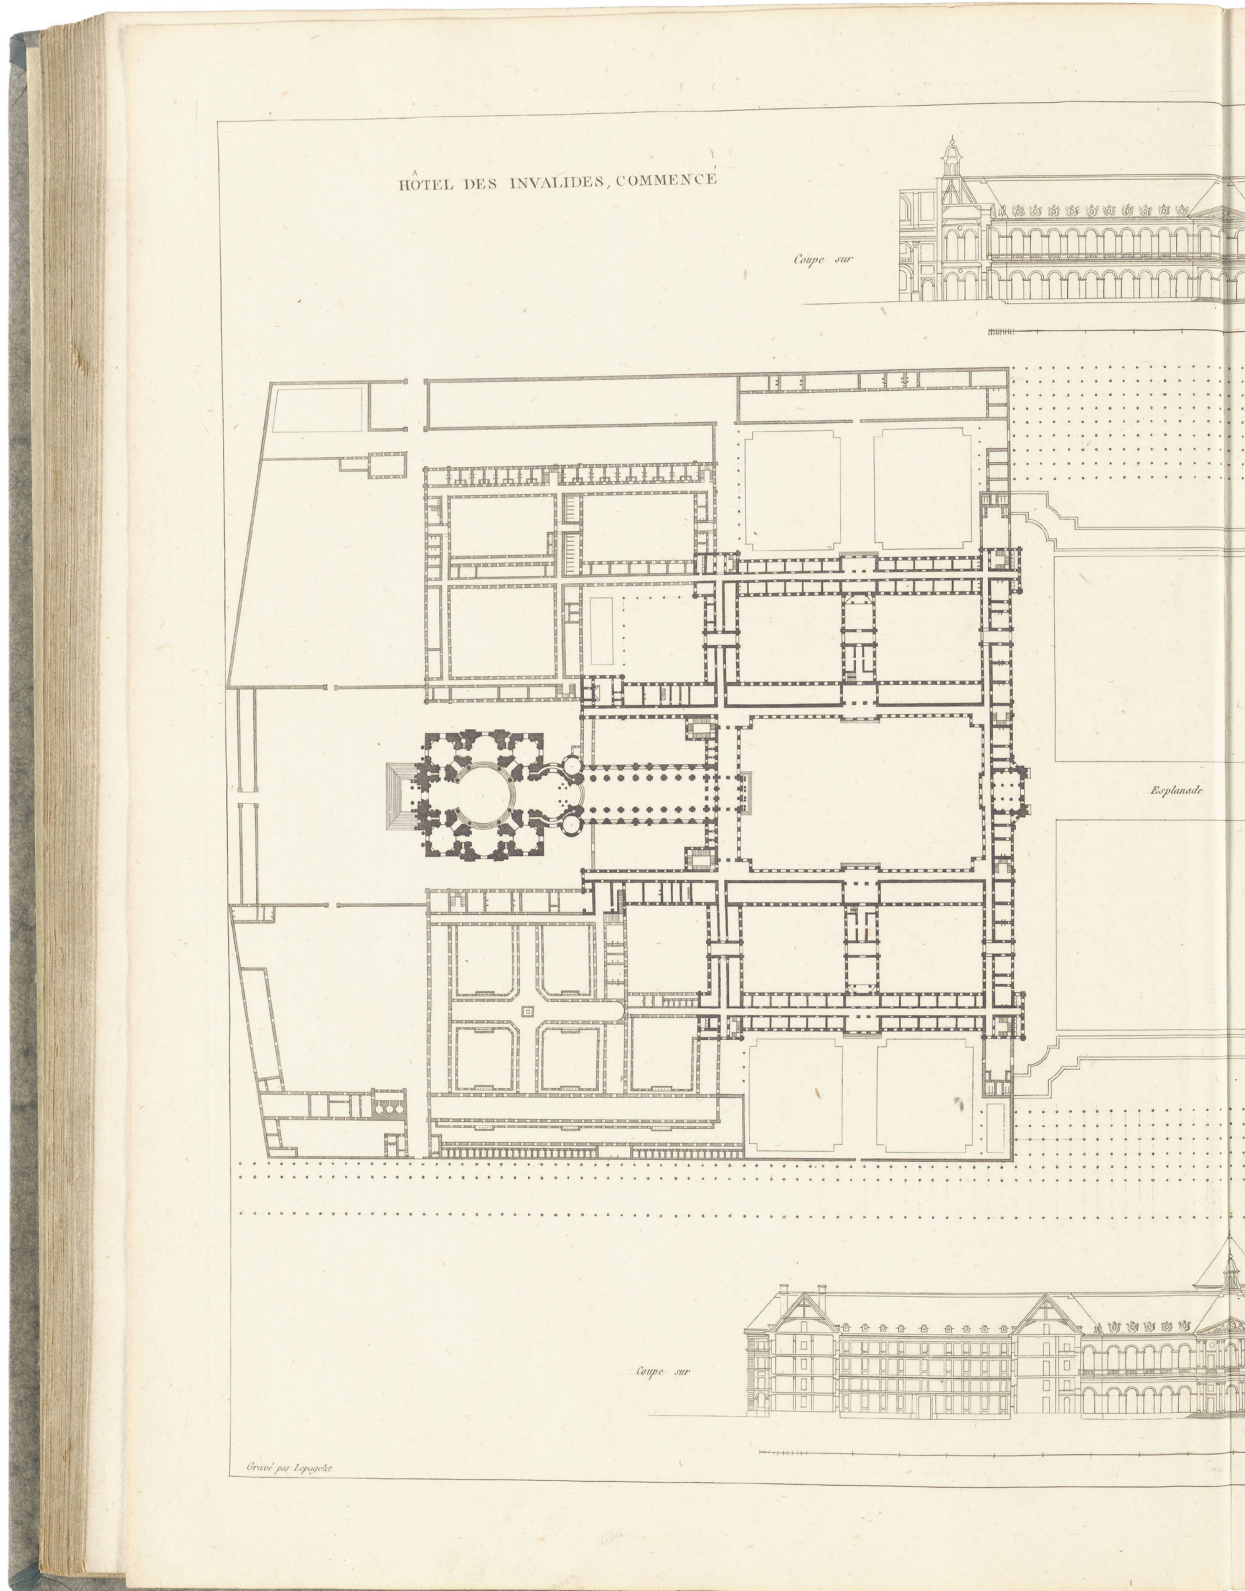 HÔTEL DES INVALIDES, COMMENCÉ
Coupe sur
Esplanade
Coupe sur
Gravé par Lepagelet